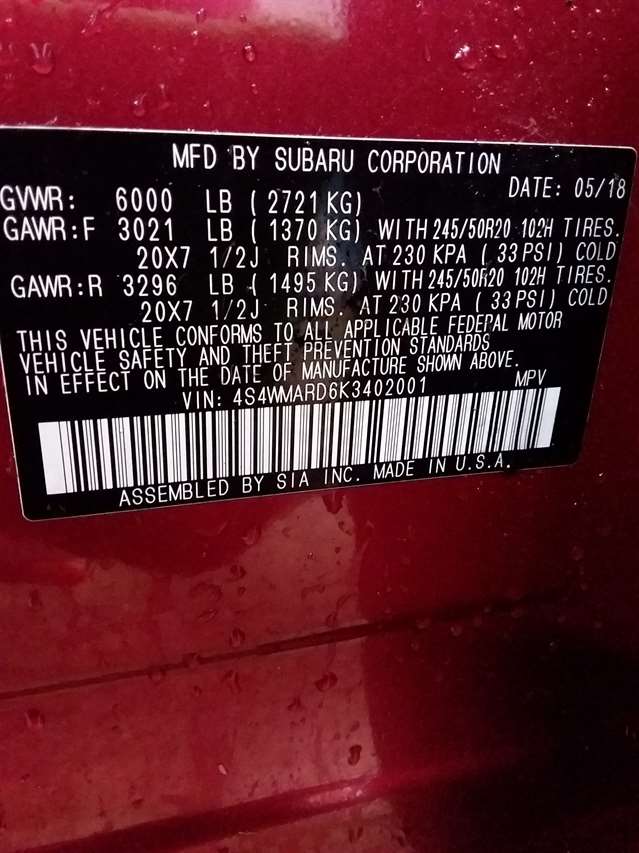 MFD BY SUBARU CORPORATION
DATE: 05/18
GVWR: 6000 LB ( 2721 KG)
GAWR:F 3021 LB ( 1370 KG) WITH 245/50R20 102H TIRES.
20X7 1/2J RIMS. AT 230 KPA ( 33 PSI) COLD
GAWR:R 3296 LB ( 1495 KG) WITH 245/50R20 102H TIRES.
20X7 1/2J RIMS. AT 230 KPA ( 33 PSI) COLD
THIS VEHICLE CONFORMS TO ALL APPLICABLE FEDERAL MOTOR
VEHICLE SAFETY AND THEFT PREVENTION STANDARDS
IN EFFECT ON THE DATE OF MANUFACTURE SHOWN ABOVE.
VIN: 4S4WMARD6K3402001 MPV
ASSEMBLED BY SIA INC. MADE IN U.S.A.